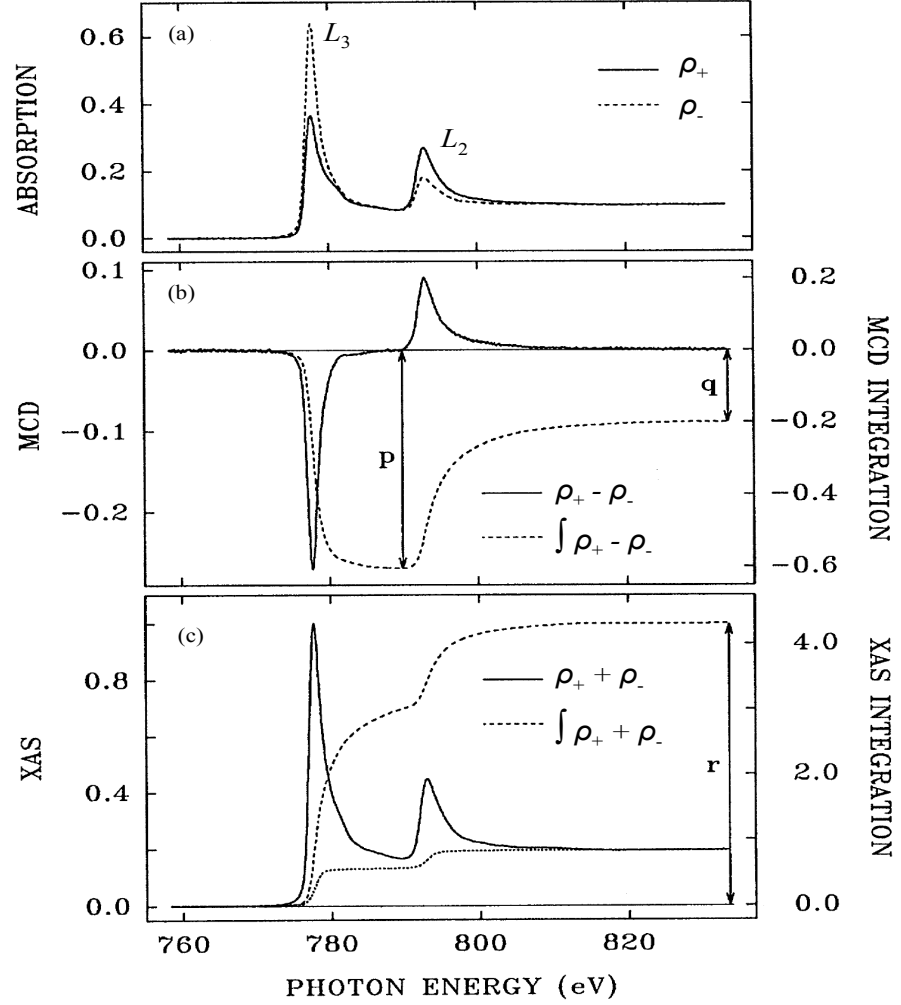 (a)
L₃
L₂
ρ₊
ρ₋
0.6
0.4
0.2
0.0
ABSORPTION
(b)
0.1
0.0
−0.1
−0.2
MCD
p
q
ρ₊ - ρ₋
∫ ρ₊ - ρ₋
0.2
0.0
−0.2
−0.4
−0.6
MCD INTEGRATION
(c)
0.8
0.4
0.0
XAS
ρ₊ + ρ₋
∫ ρ₊ + ρ₋
r
4.0
2.0
0.0
XAS INTEGRATION
760 780 800 820
PHOTON ENERGY (eV)